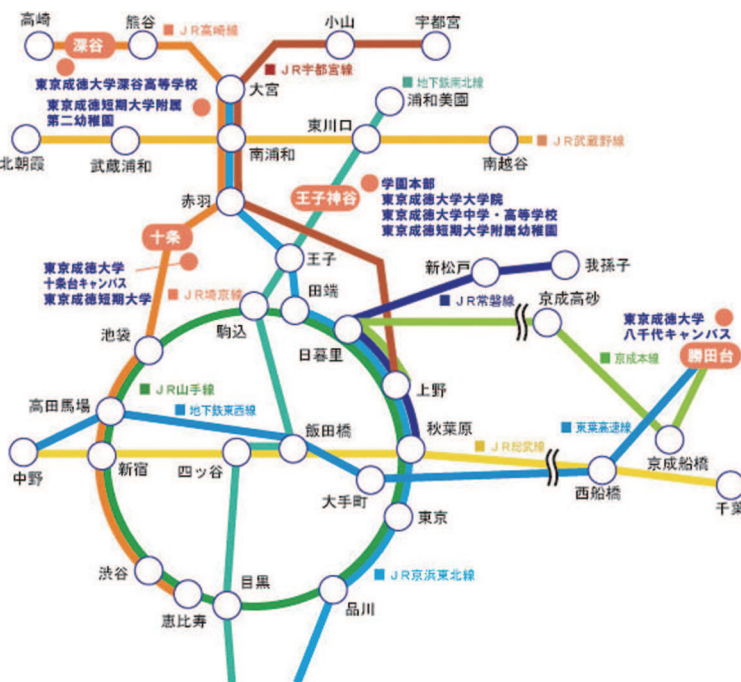 高崎
深谷
熊谷
■ＪＲ高崎線
小山
宇都宮
東京成徳大学深谷高等学校
大宮
■ＪＲ宇都宮線
■地下鉄南北線
東京成徳短期大学附属
第二幼稚園
浦和美園
東川口
北朝霞
武蔵浦和
南浦和
南越谷
■ＪＲ武蔵野線
赤羽
王子神谷
学園本部
東京成徳大学大学院
東京成徳大学中学・高等学校
東京成徳短期大学附属幼稚園
十条
東京成徳大学
十条台キャンパス
東京成徳短期大学
王子
新松戸
我孫子
■ＪＲ埼京線
田端
■ＪＲ常磐線
京成高砂
駒込
日暮里
東京成徳大学
八千代キャンパス
勝田台
池袋
■京成本線
■ＪＲ山手線
上野
高田馬場
■地下鉄東西線
飯田橋
秋葉原
■東葉高速線
■ＪＲ総武線
京成船橋
中野
新宿
四ッ谷
大手町
西船橋
千葉
東京
渋谷
恵比寿
目黒
品川
■ＪＲ京浜東北線